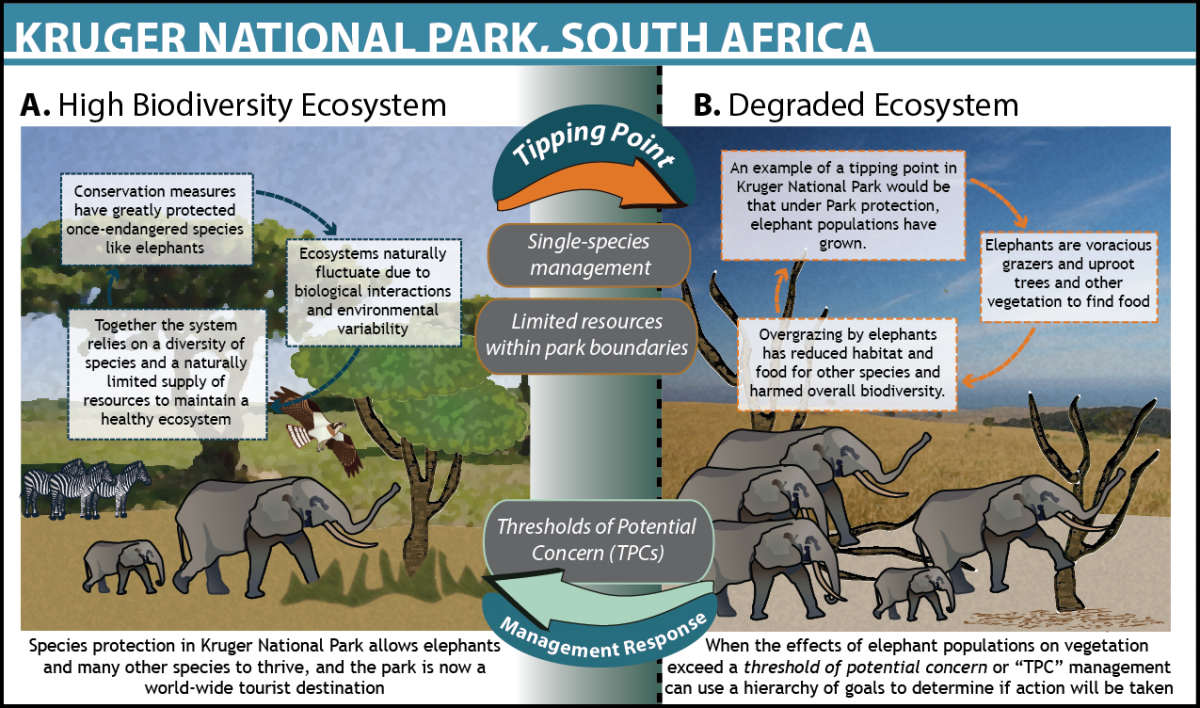 KRUGER NATIONAL PARK, SOUTH AFRICA
A. High Biodiversity Ecosystem
Conservation measures
have greatly protected
once-endangered species
like elephants
Ecosystems naturally
fluctuate due to
biological interactions
and environmental
variability
Together the system
relies on a diversity of
species and a naturally
limited supply of
resources to maintain a
healthy ecosystem
Species protection in Kruger National Park allows elephants
and many other species to thrive, and the park is now a
world-wide tourist destination
Tipping Point
Single-species
management
Limited resources
within park boundaries
Thresholds of Potential
Concern (TPCs)
Management Response
B. Degraded Ecosystem
An example of a tipping point in
Kruger National Park would be
that under Park protection,
elephant populations have
grown.
Elephants are voracious
grazers and uproot
trees and other
vegetation to find food
Overgrazing by elephants
has reduced habitat and
food for other species and
harmed overall biodiversity.
When the effects of elephant populations on vegetation
exceed a threshold of potential concern or “TPC” management
can use a hierarchy of goals to determine if action will be taken